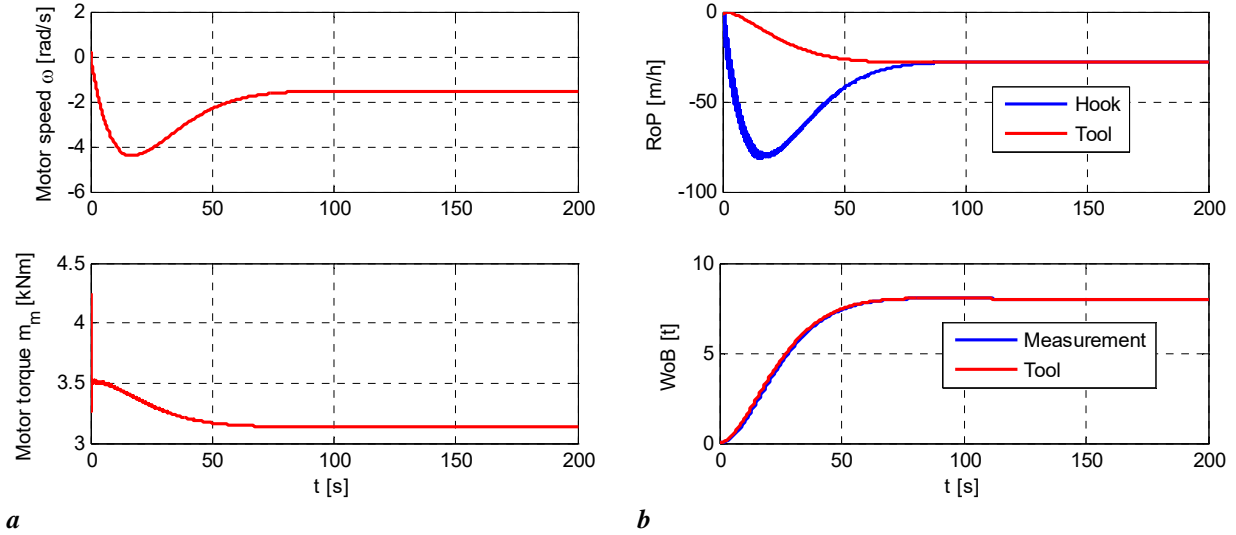 2
0
-2
-4
-6
0 50 100 150 200
Motor speed ω [rad/s]
4.5
4
3.5
3
0 50 100 150 200
Motor torque m_m [kNm]
t [s]
a
0
-50
-100
0 50 100 150 200
RoP [m/h]
Hook
Tool
10
5
0
0 50 100 150 200
WoB [t]
Measurement
Tool
t [s]
b